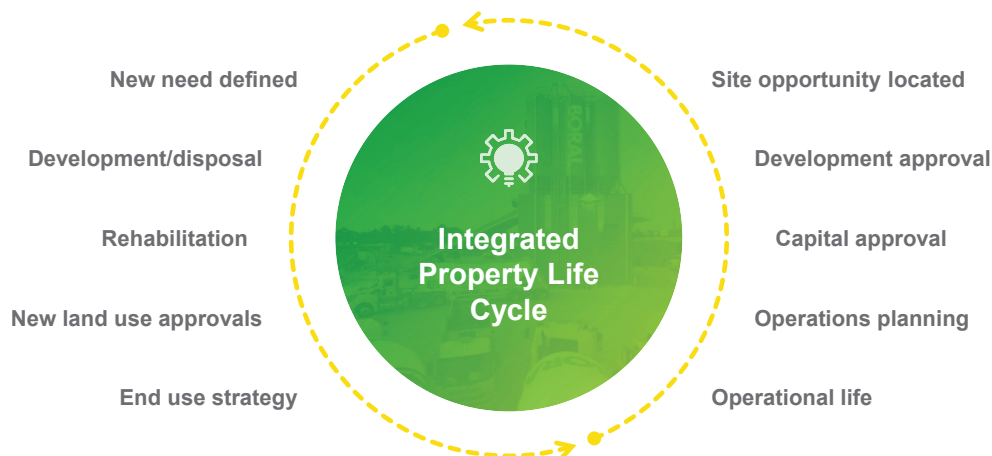 New need defined
Site opportunity located
Development/disposal
Development approval
Rehabilitation
Capital approval
New land use approvals
Operations planning
End use strategy
Operational life
Integrated
Property Life
Cycle
BORAL